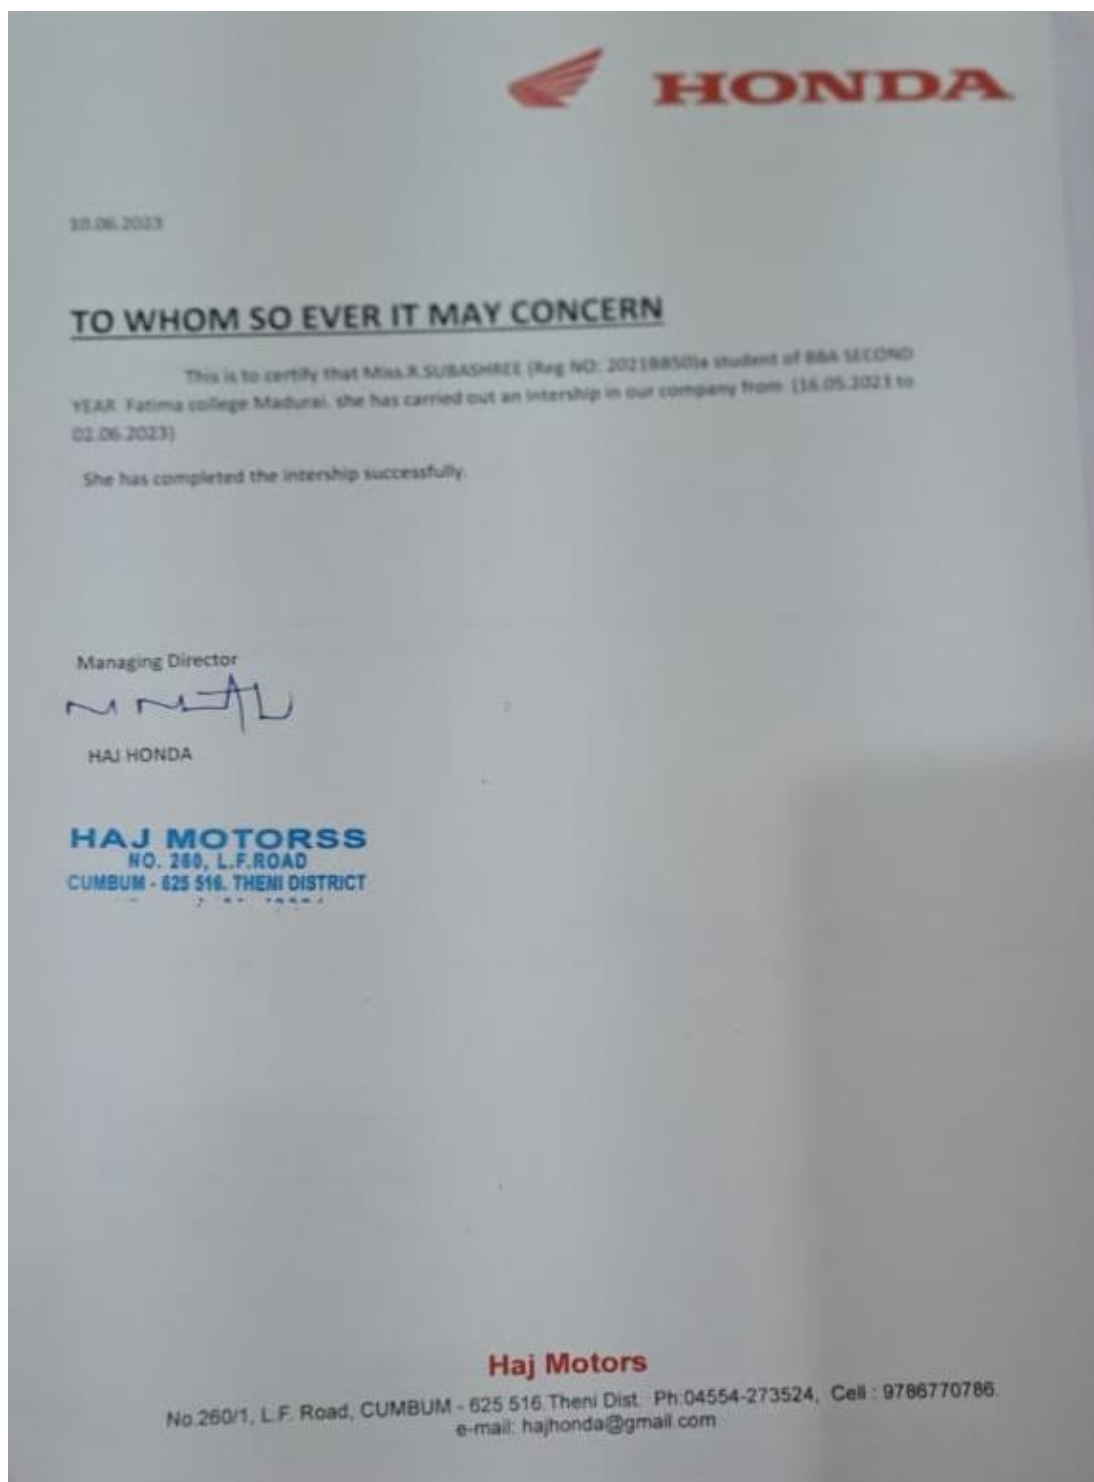 HONDA
10.06.2023
TO WHOM SO EVER IT MAY CONCERN
This is to certify that Miss.R.SUBASHREE (Reg NO: 2021BB50)a student of BBA SECOND
YEAR Fatima college Madurai. she has carried out an Intership in our company from (16.05.2023 to
02.06.2023)
She has completed the intership successfully.
Managing Director
HAJ HONDA
HAJ MOTORSS
NO. 260, L.F.ROAD
CUMBUM - 625 516. THENI DISTRICT
Haj Motors
No.260/1, L.F. Road, CUMBUM - 625 516.Theni Dist. Ph:04554-273524, Cell : 9786770786.
e-mail: hajhonda@gmail.com